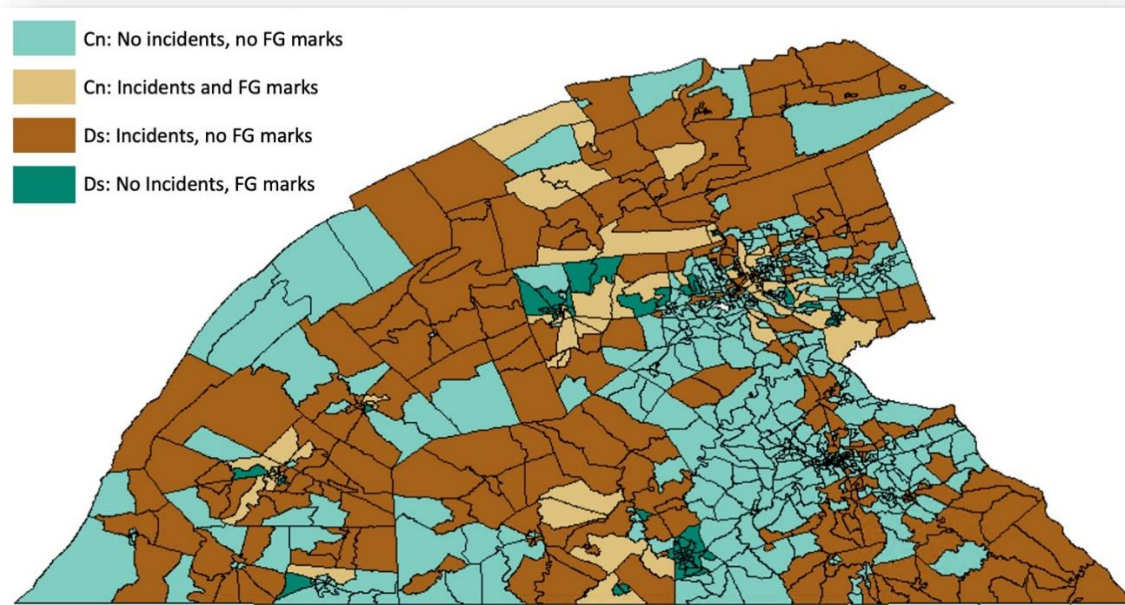 Cn: No incidents, no FG marks
Cn: Incidents and FG marks
Ds: Incidents, no FG marks
Ds: No Incidents, FG marks